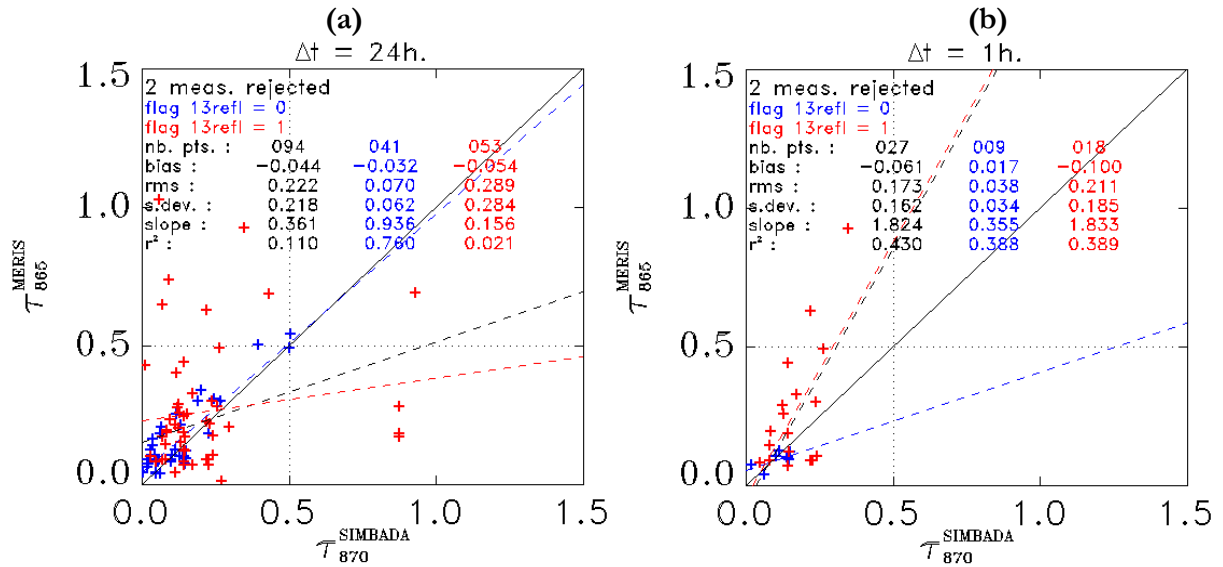 (a)
Δt = 24h.
1.5
1.0
0.5
0.0
τ MERIS 865
2 meas. rejected
flag 13refl = 0
flag 13refl = 1
nb. pts. : 094 041 053
bias : −0.044 −0.032 −0.054
rms : 0.222 0.070 0.289
s.dev. : 0.218 0.062 0.284
slope : 0.361 0.936 0.156
r² : 0.110 0.760 0.021
0.0 0.5 1.0 1.5
τ SIMBADA 870
(b)
Δt = 1h.
1.5
1.0
0.5
0.0
τ MERIS 865
2 meas. rejected
flag 13refl = 0
flag 13refl = 1
nb. pts. : 027 009 018
bias : −0.061 0.017 −0.100
rms : 0.173 0.038 0.211
s.dev. : 0.162 0.034 0.185
slope : 1.824 0.355 1.833
r² : 0.430 0.388 0.389
0.0 0.5 1.0 1.5
τ SIMBADA 870